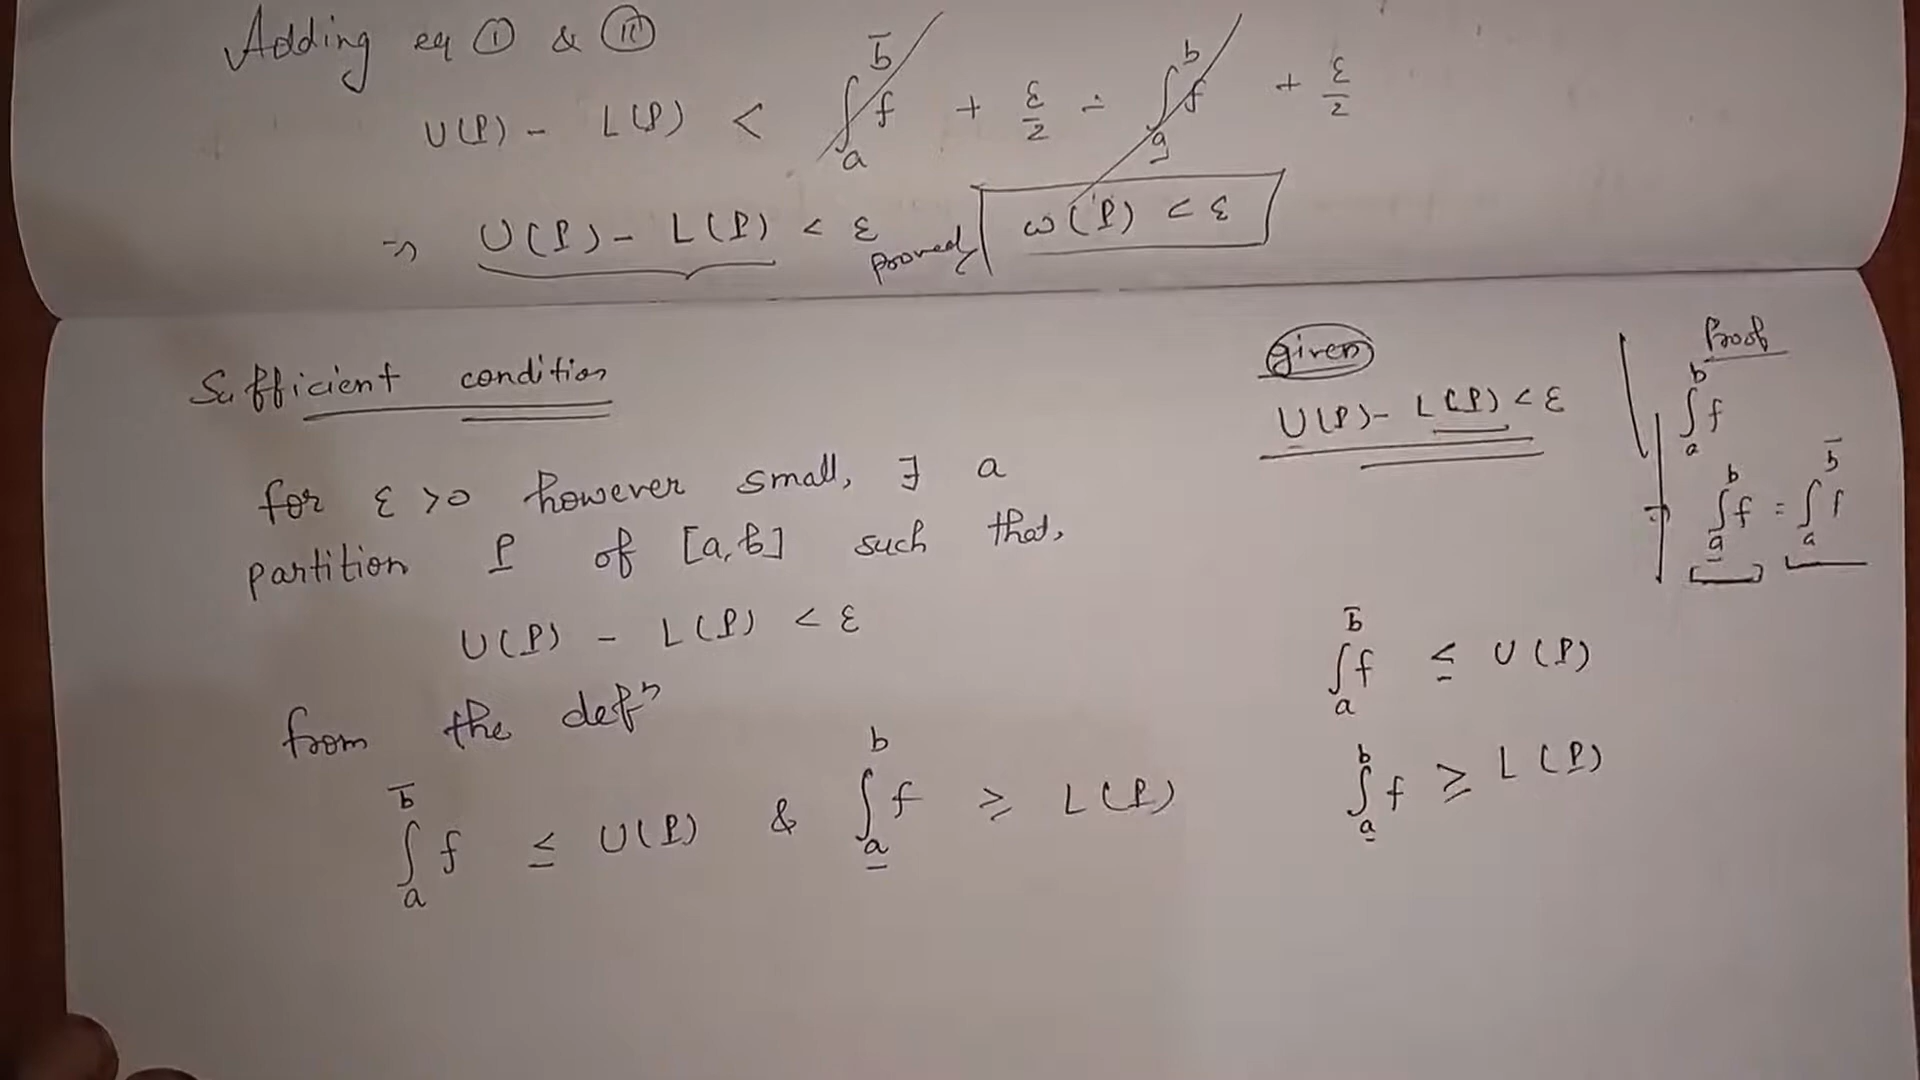 Adding eq ① & ②
U(P) - L(P) < ∫_a^b̅ f + ε/2 - ∫_a̲^b f + ε/2
⇒ U(P) - L(P) < ε proved
ω(P) < ε
Sufficient condition
for ε > 0 however small, ∃ a
partition P of [a, b] such that,
U(P) - L(P) < ε
from the defⁿ
∫_a^b̅ f ≤ U(P) & ∫_a̲^b f ≥ L(P)
given
U(P) - L(P) < ε
Proof
∫_a^b f
⇒ ∫_a̲^b f = ∫_a^b̅ f
∫_a^b̅ f ≤ U(P)
∫_a̲^b f ≥ L(P)